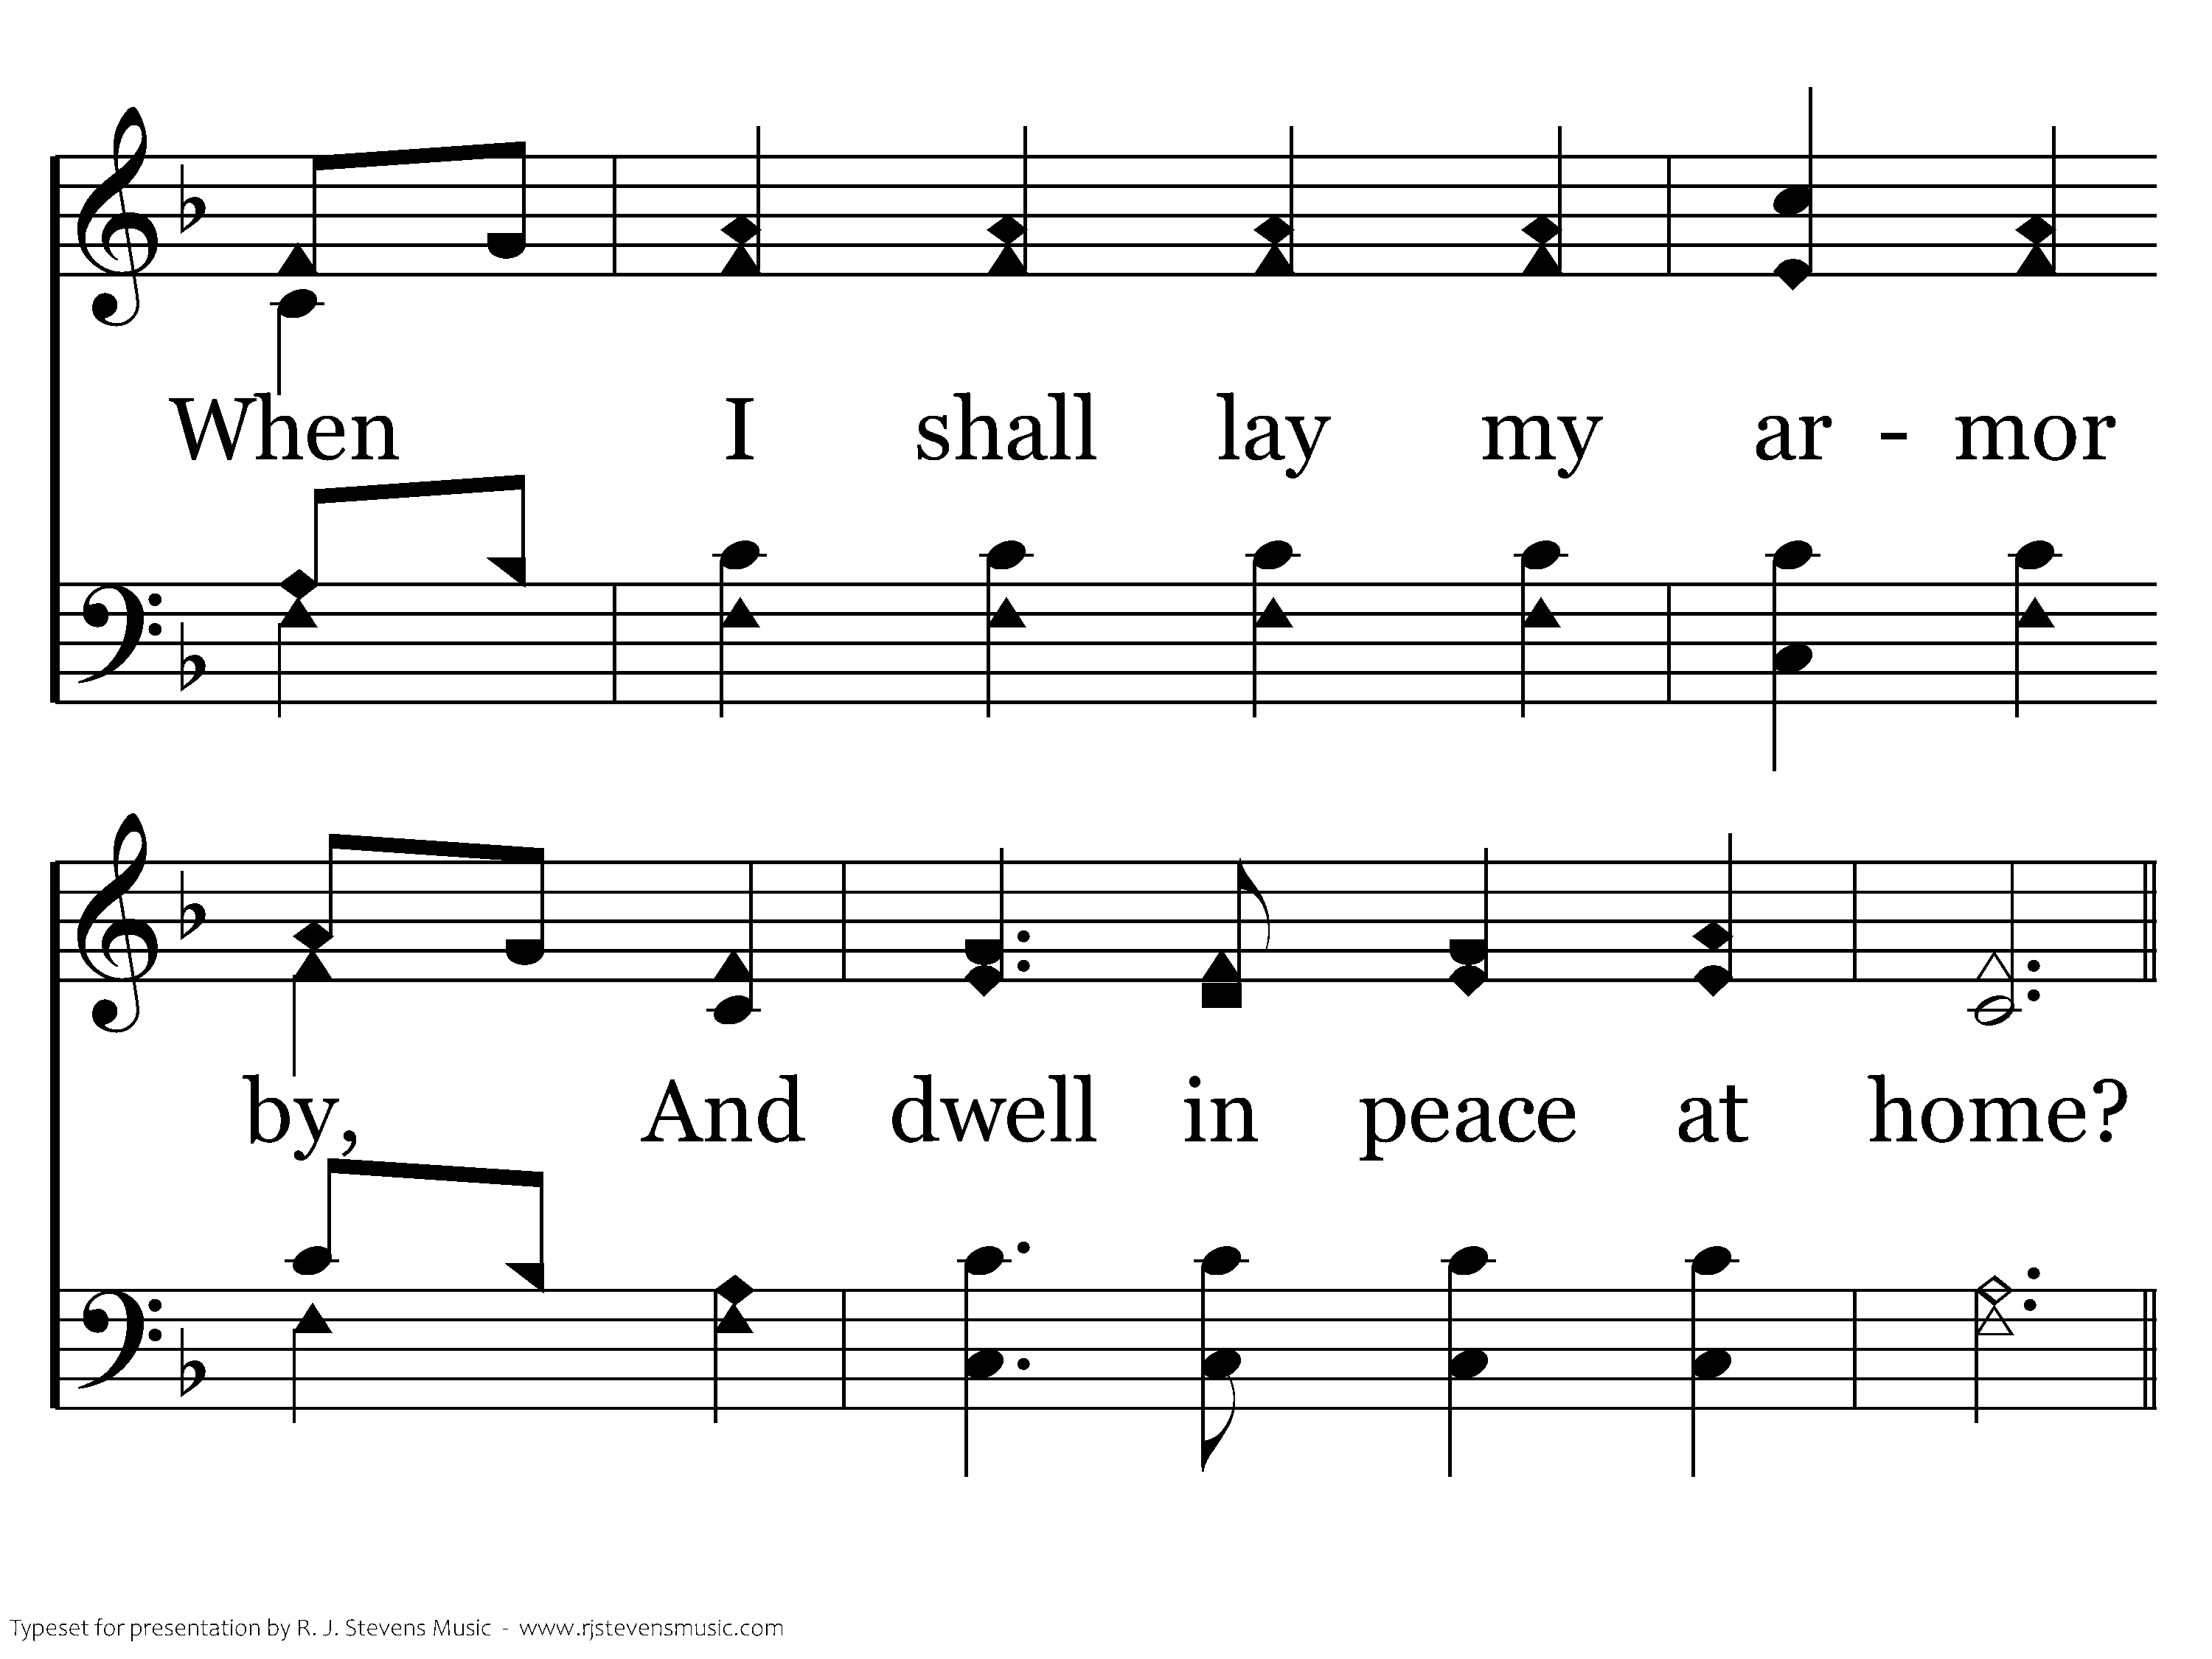 When I shall lay my ar - mor
by, And dwell in peace at home?
Typeset for presentation by R. J. Stevens Music - www.rjstevensmusic.com